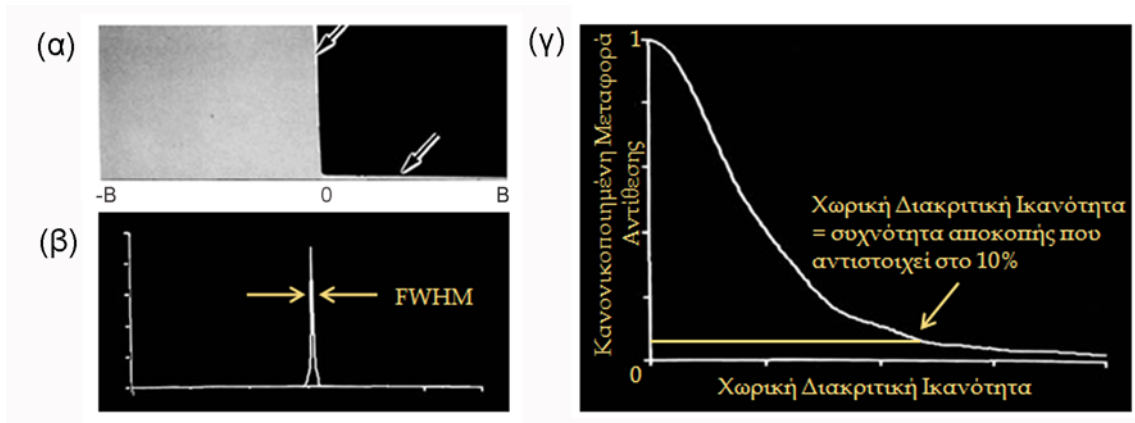 (α)
-B 0 B
(β)
FWHM
(γ)
1
Κανονικοποιημένη Μεταφορά
Αντίθεσης
Χωρική Διακριτική Ικανότητα
= συχνότητα αποκοπής που
αντιστοιχεί στο 10%
0
Χωρική Διακριτική Ικανότητα